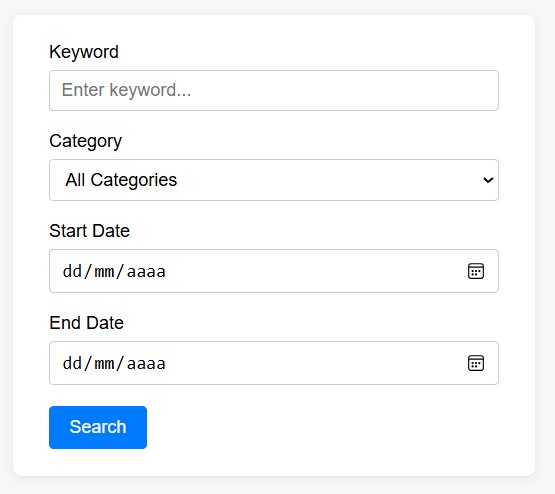 Keyword
Enter keyword...
Category
All Categories
Start Date
dd/mm/aaaa
End Date
dd/mm/aaaa
Search